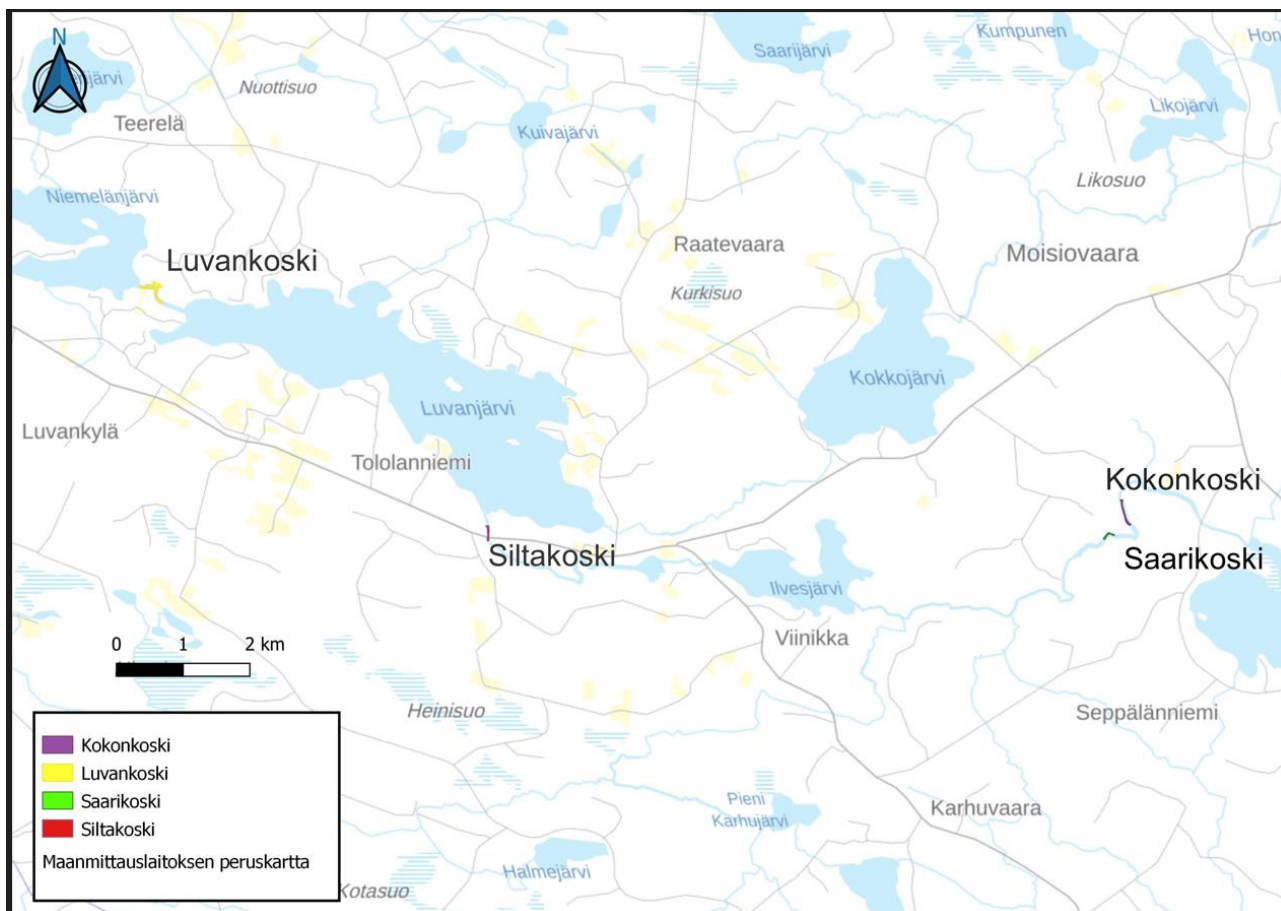 N
Saarijärvi
Kumpunen
Hon
järvi
Nuottisuo
Teerelä
Kuivajärvi
Likojärvi
Likosuo
Niemelänjärvi
Raatevaara
Moisiovaara
Luvankoski
Kurkisuo
Kokkojärvi
Luvanjärvi
Luvankylä
Tololanniemi
Kokonkoski
Siltakoski
Saarikoski
Ilvesjärvi
Viinikka
0 1 2 km
Heinisuo
Seppälänniemi
Pieni
Karhujärvi
Karhuvaara
Halmejärvi
Kotasuo
Kokonkoski
Luvankoski
Saarikoski
Siltakoski
Maanmittauslaitoksen peruskartta